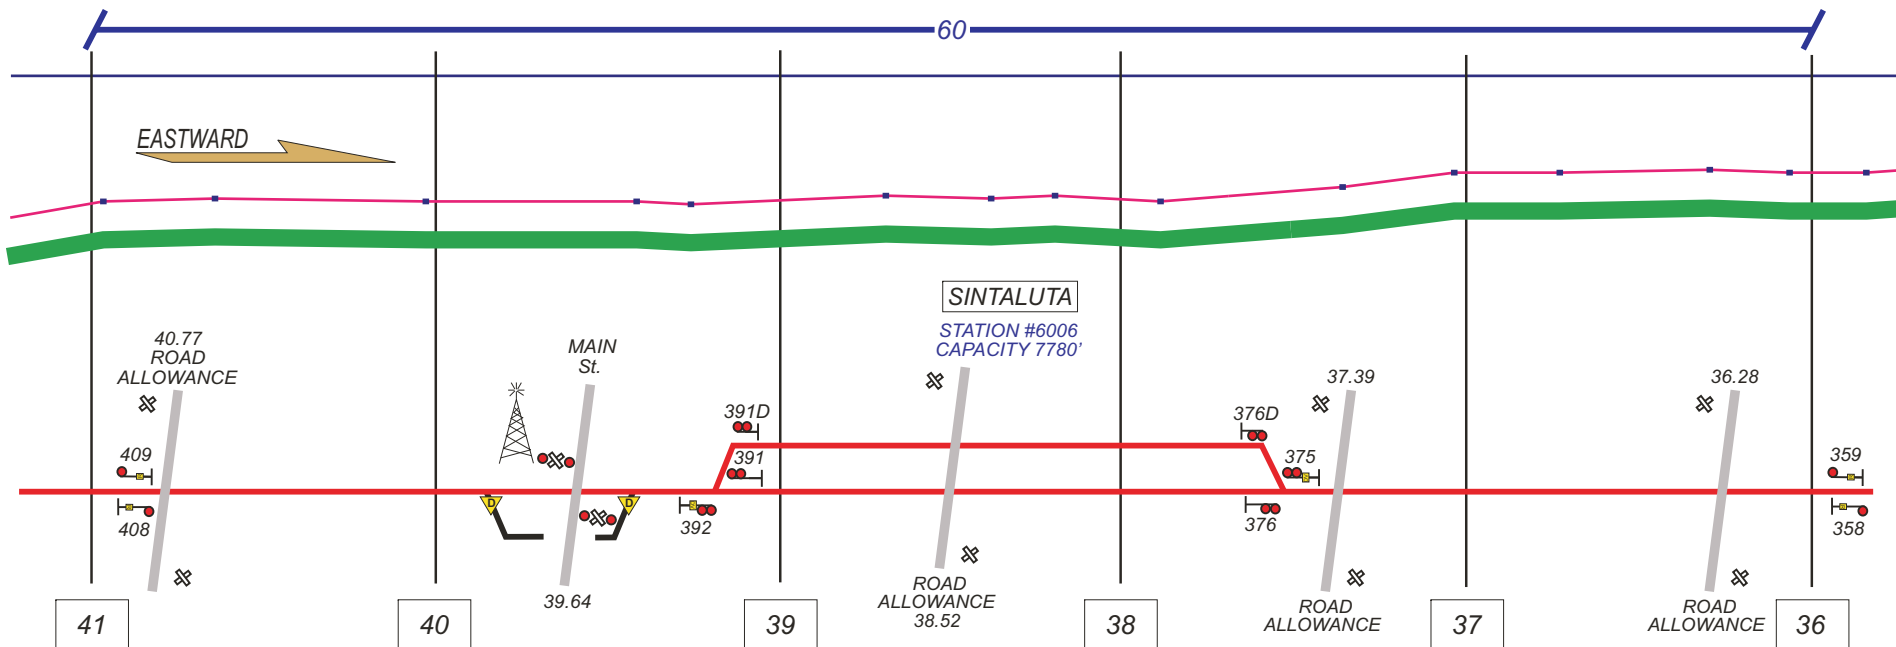 60
EASTWARD
SINTALUTA
STATION #6006
CAPACITY 7780'
40.77
ROAD
ALLOWANCE
MAIN
St.
37.39
36.28
391D
376D
409
391
375
359
408
392
376
358
D
D
39.64
ROAD
ALLOWANCE
38.52
ROAD
ALLOWANCE
ROAD
ALLOWANCE
41
40
39
38
37
36